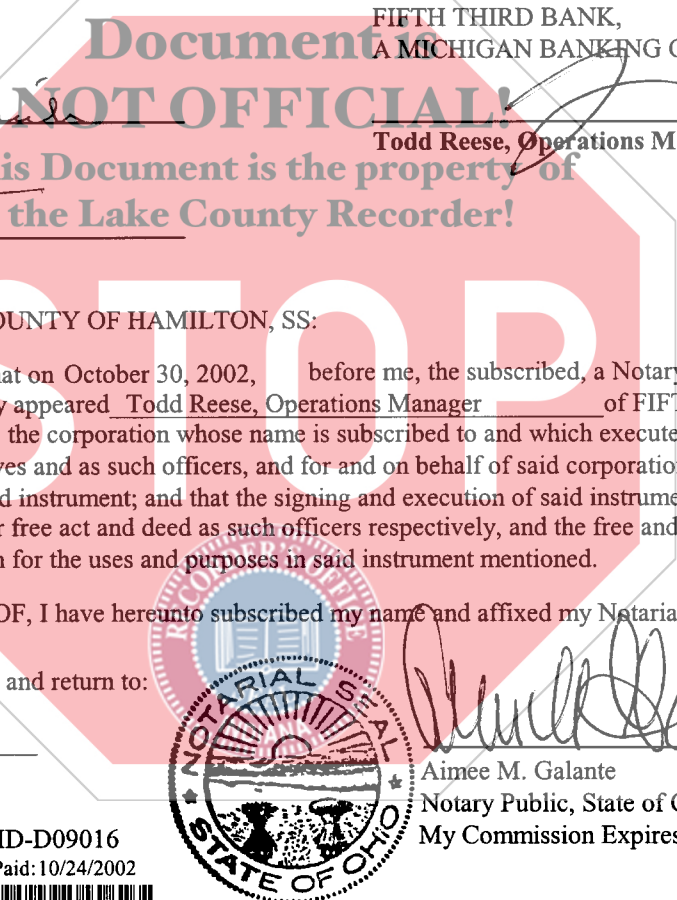 FIFTH THIRD BANK,
A MICHIGAN BANKING
Document is
NOT OFFICIAL!
Todd Reese, Operations M
is Document is the property of
the Lake County Recorder!
STOP
OUNTY OF HAMILTON, SS:
at on October 30, 2002, before me, the subscribed, a Notary
y appeared Todd Reese, Operations Manager of FIFT
the corporation whose name is subscribed to and which execute
ves and as such officers, and for and on behalf of said corporatio
d instrument; and that the signing and execution of said instrume
r free act and deed as such officers respectively, and the free and
n for the uses and purposes in said instrument mentioned.
OF, I have hereunto subscribed my name and affixed my Notaria
RECORDER'S OFFICE
and return to:
NOTARIAL SEAL
STATE OF OHIO
Aimee M. Galante
Notary Public, State of O
My Commission Expires
ID-D09016
Paid: 10/24/2002